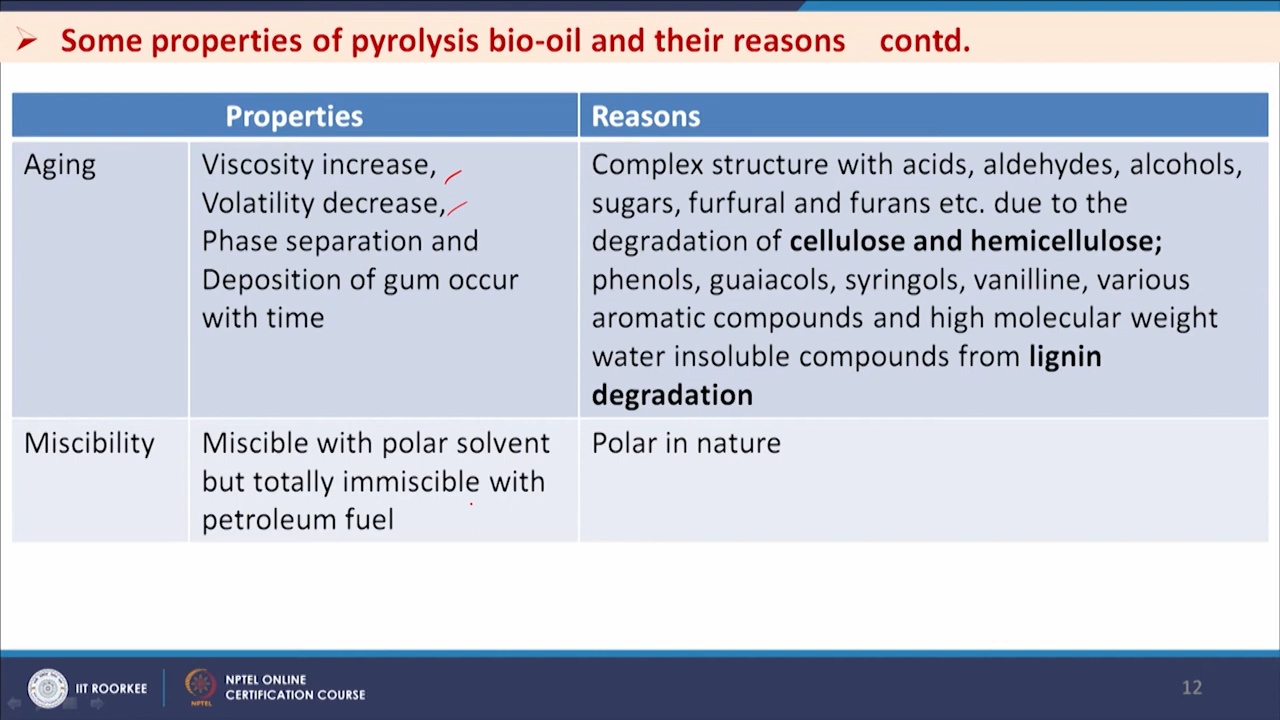 Some properties of pyrolysis bio-oil and their reasons contd.
Properties
Reasons
Aging
Viscosity increase,
Volatility decrease,
Phase separation and
Deposition of gum occur
with time
Complex structure with acids, aldehydes, alcohols,
sugars, furfural and furans etc. due to the
degradation of cellulose and hemicellulose;
phenols, guaiacols, syringols, vanilline, various
aromatic compounds and high molecular weight
water insoluble compounds from lignin
degradation
Miscibility
Miscible with polar solvent
but totally immiscible with
petroleum fuel
Polar in nature
IIT ROORKEE
NPTEL
NPTEL ONLINE
CERTIFICATION COURSE
12